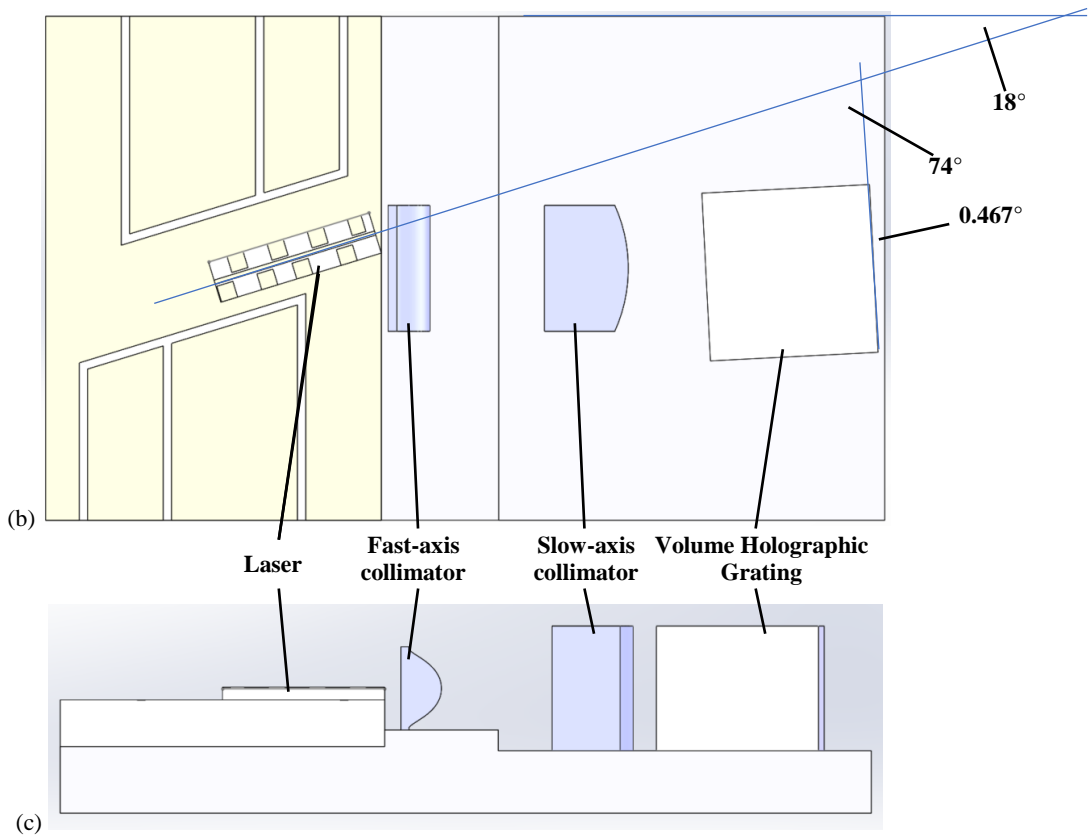 18°
74°
0.467°
(b)
Laser
Fast-axis
collimator
Slow-axis
collimator
Volume Holographic
Grating
(c)